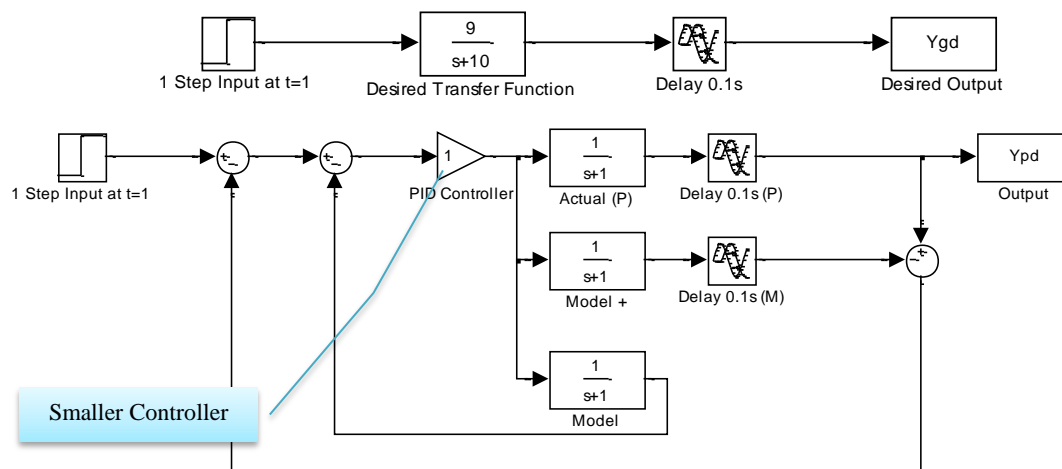 9
s+10
Ygd
1 Step Input at t=1
Desired Transfer Function
Delay 0.1s
Desired Output
1
1
s+1
Ypd
1 Step Input at t=1
PID Controller
Actual (P)
Delay 0.1s (P)
Output
1
s+1
Model +
Delay 0.1s (M)
1
s+1
Model
Smaller Controller